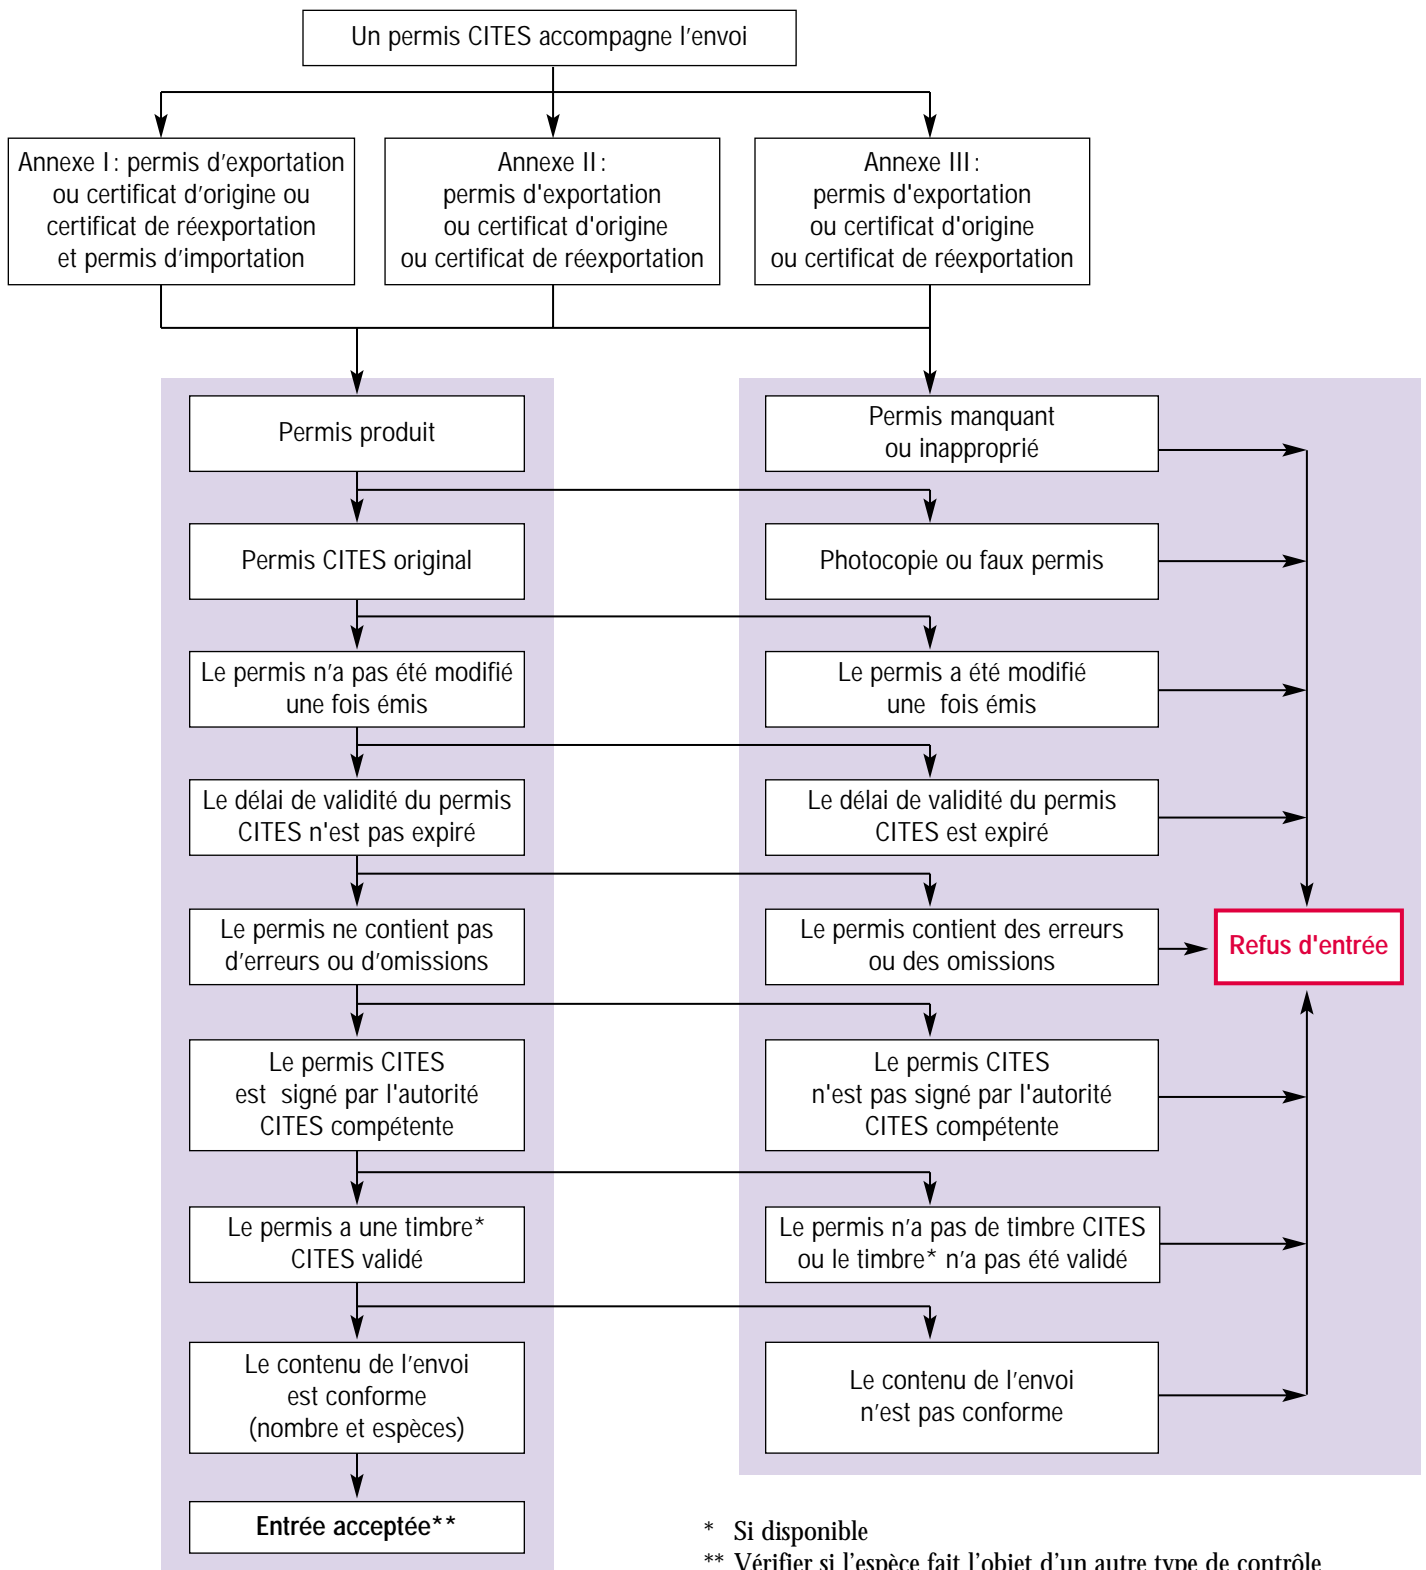 Un permis CITES accompagne l'envoi
Annexe I : permis d'exportation
ou certificat d'origine ou
certificat de réexportation
et permis d'importation
Annexe II :
permis d'exportation
ou certificat d'origine
ou certificat de réexportation
Annexe III :
permis d'exportation
ou certificat d'origine
ou certificat de réexportation
Permis produit
Permis manquant
ou inapproprié
Permis CITES original
Photocopie ou faux permis
Le permis n'a pas été modifié
une fois émis
Le permis a été modifié
une fois émis
Le délai de validité du permis
CITES n'est pas expiré
Le délai de validité du permis
CITES est expiré
Le permis ne contient pas
d'erreurs ou d'omissions
Le permis contient des erreurs
ou des omissions
Refus d'entrée
Le permis CITES
est signé par l'autorité
CITES compétente
Le permis CITES
n'est pas signé par l'autorité
CITES compétente
Le permis a une timbre*
CITES validé
Le permis n'a pas de timbre CITES
ou le timbre* n'a pas été validé
Le contenu de l'envoi
est conforme
(nombre et espèces)
Le contenu de l'envoi
n'est pas conforme
Entrée acceptée**
* Si disponible
** Vérifier si l'espèce fait l'objet d'un autre type de contrôle